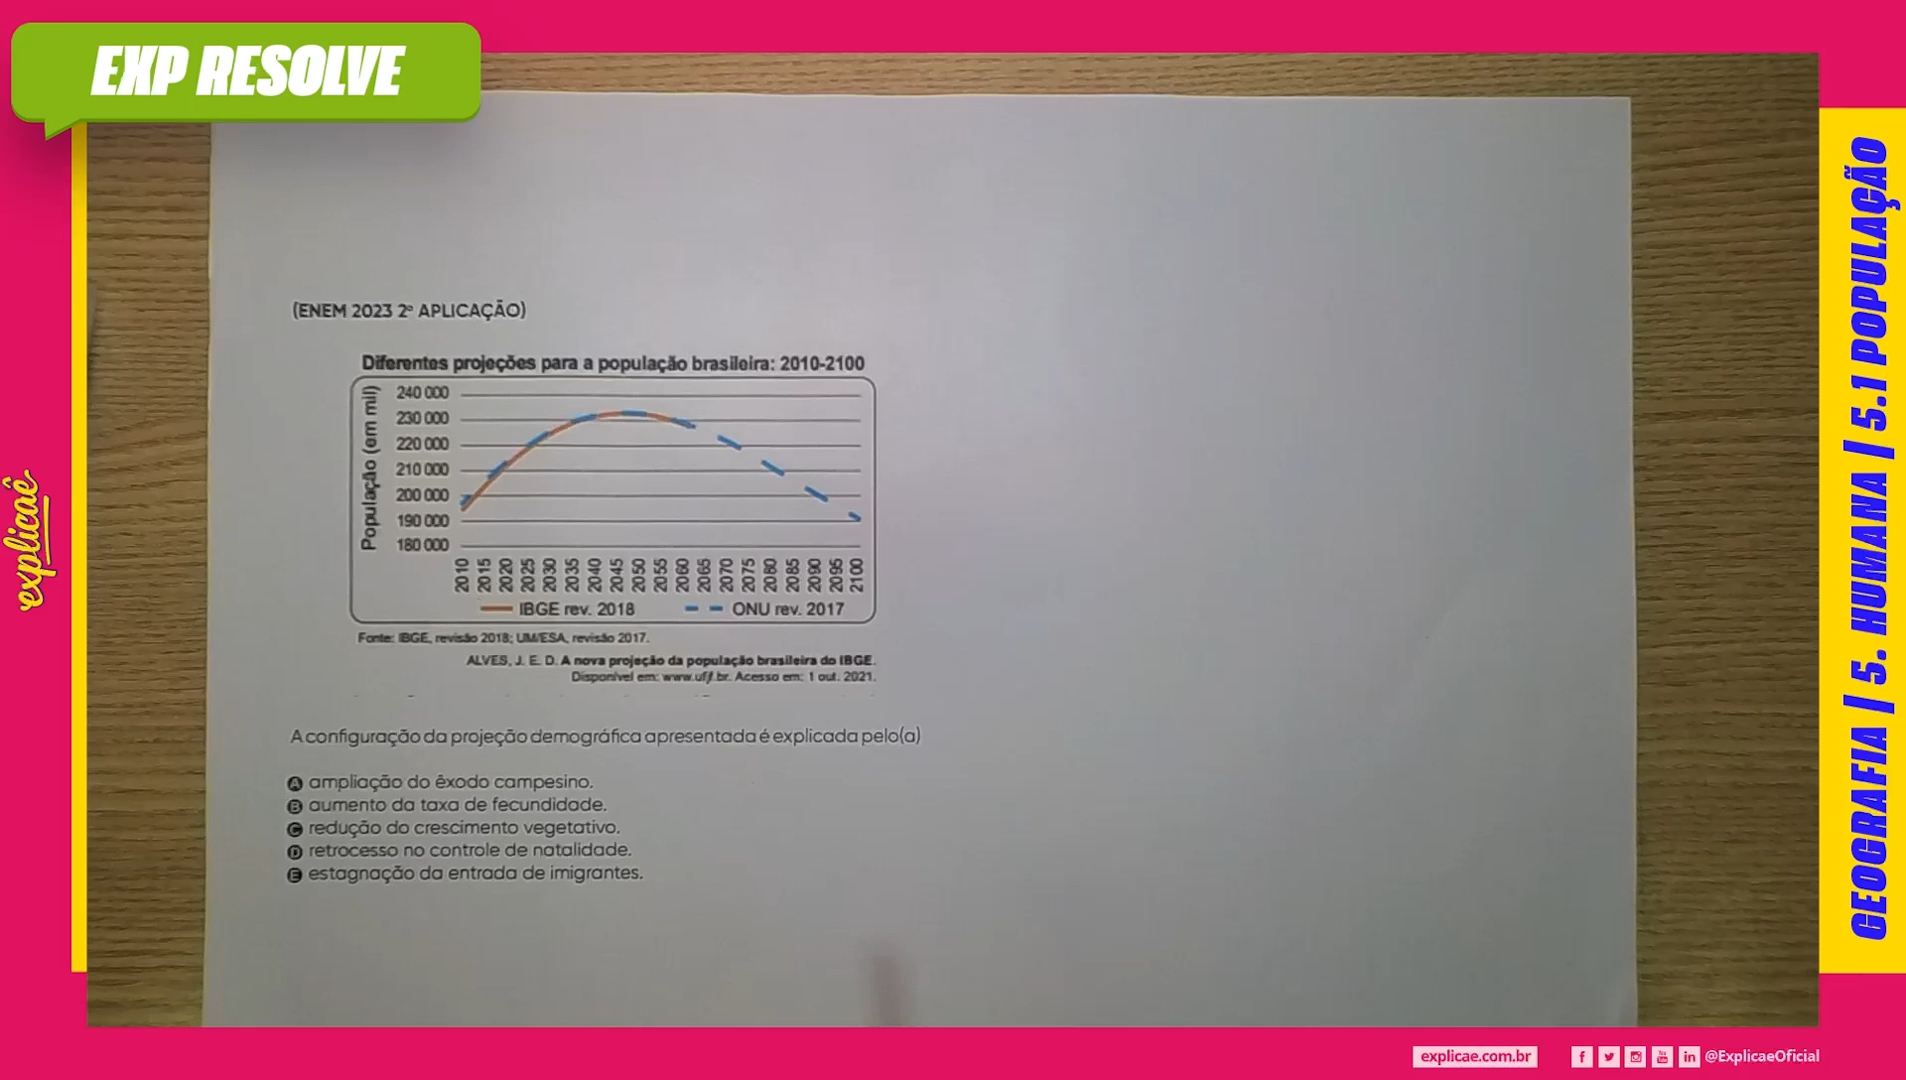 EXP RESOLVE
explicaê
(ENEM 2023 2ª APLICAÇÃO)
Diferentes projeções para a população brasileira: 2010-2100
População (em mil)
240 000
230 000
220 000
210 000
200 000
190 000
180 000
2010 2015 2020 2025 2030 2035 2040 2045 2050 2055 2060 2065 2070 2075 2080 2085 2090 2095 2100
IBGE rev. 2018 ONU rev. 2017
Fonte: IBGE, revisão 2018; UM/ESA, revisão 2017.
ALVES, J. E. D. A nova projeção da população brasileira do IBGE.
Disponível em: www.ufjf.br. Acesso em: 1 out. 2021.
A configuração da projeção demográfica apresentada é explicada pelo(a)
A ampliação do êxodo campesino.
B aumento da taxa de fecundidade.
C redução do crescimento vegetativo.
D retrocesso no controle de natalidade.
E estagnação da entrada de imigrantes.
GEOGRAFIA | 5. HUMANA | 5.1 POPULAÇÃO
explicae.com.br
@ExplicaeOficial